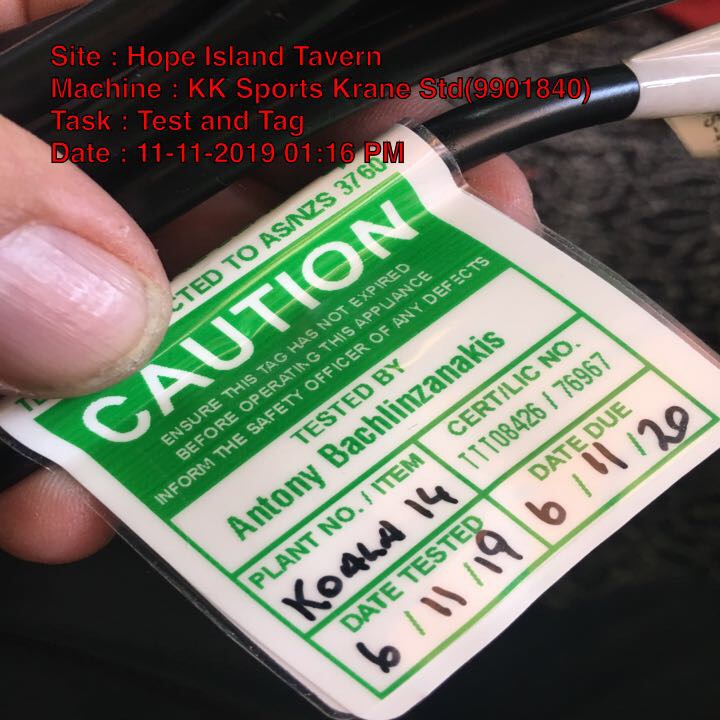 Site : Hope Island Tavern
Machine : KK Sports Krane Std(9901840)
Task : Test and Tag
Date : 11-11-2019 01:16 PM
CTED TO AS/NZS 3760
CAUTION
ENSURE THIS TAG HAS NOT EXPIRED
BEFORE OPERATING THIS APPLIANCE
INFORM THE SAFETY OFFICER OF ANY DEFECTS
TESTED BY
Antony Bachlinzanakis
PLANT NO. / ITEM
KOALA 14
CERT/LIC NO.
TTT08426 / 76967
DATE TESTED
6 / 11 / 19
DATE DUE
6 / 11 / 20